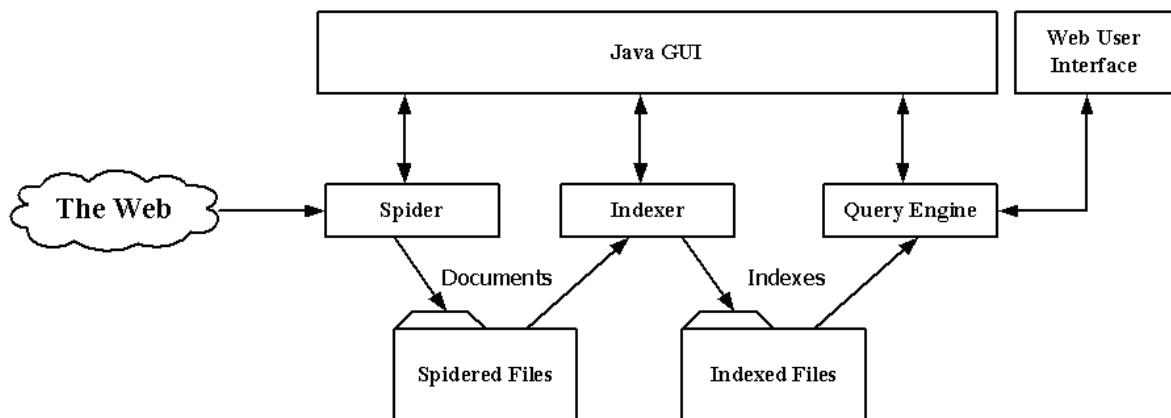 Java GUI
Web User
Interface
The Web
Spider
Indexer
Query Engine
Documents
Indexes
Spidered Files
Indexed Files